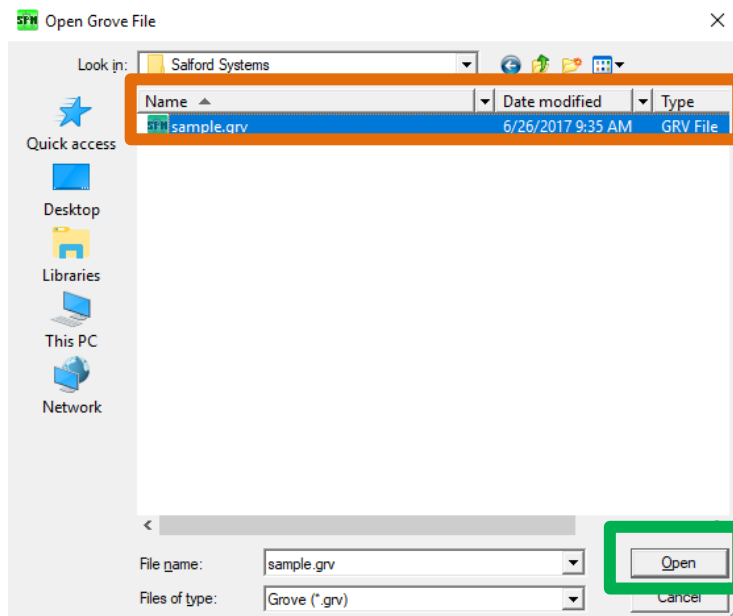 SPM Open Grove File
Look in: Salford Systems
Name Date modified Type
SPM sample.grv 6/26/2017 9:35 AM GRV File
Quick access
Desktop
Libraries
This PC
Network
File name: sample.grv Open
Files of type: Grove (*.grv) Cancel